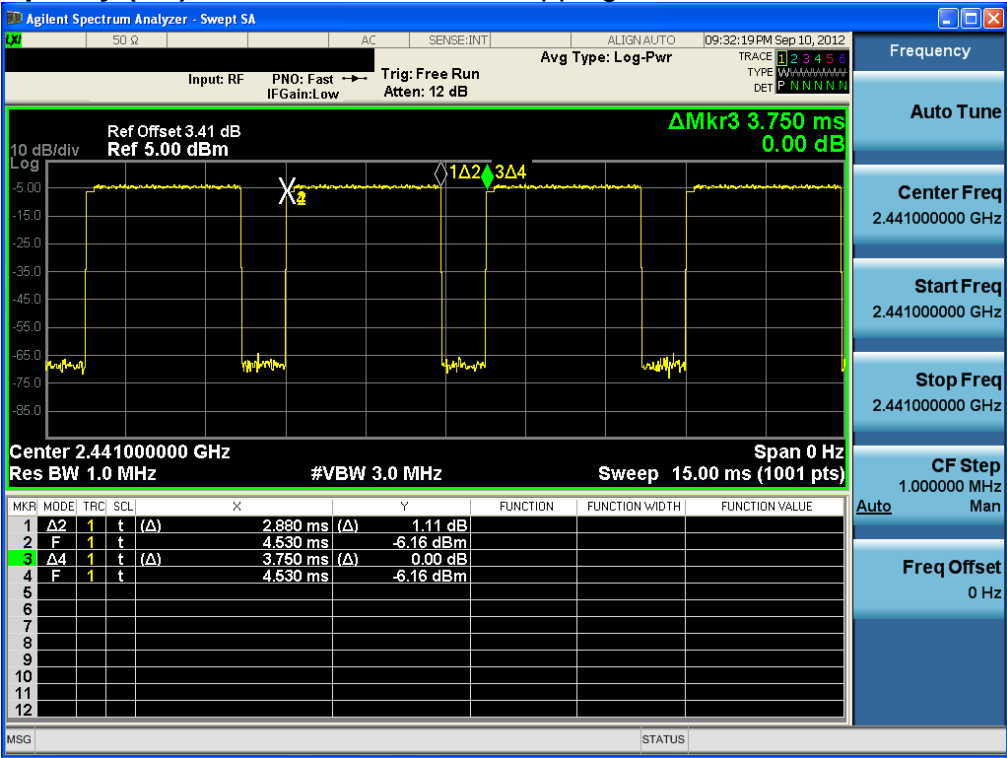 Agilent Spectrum Analyzer - Swept SA
LXI 50 Ω AC SENSE:INT ALIGN AUTO 09:32:19 PM Sep 10, 2012
Avg Type: Log-Pwr
TRACE 1 2 3 4 5 6
TYPE
DET P N N N N N
Input: RF PNO: Fast Trig: Free Run
IFGain:Low Atten: 12 dB
ΔMkr3 3.750 ms
0.00 dB
Ref Offset 3.41 dB
10 dB/div Ref 5.00 dBm
Log
1Δ2 3Δ4
-5.00
-15.0
-25.0
-35.0
-45.0
-55.0
-65.0
-75.0
-85.0
Center 2.441000000 GHz Span 0 Hz
Res BW 1.0 MHz #VBW 3.0 MHz Sweep 15.00 ms (1001 pts)
MKR MODE TRC SCL X Y FUNCTION FUNCTION WIDTH FUNCTION VALUE
1 Δ2 1 t (Δ) 2.880 ms (Δ) 1.11 dB
2 F 1 t 4.530 ms -6.16 dBm
3 Δ4 1 t (Δ) 3.750 ms (Δ) 0.00 dB
4 F 1 t 4.530 ms -6.16 dBm
5
6
7
8
9
10
11
12
MSG STATUS
Frequency
Auto Tune
Center Freq
2.441000000 GHz
Start Freq
2.441000000 GHz
Stop Freq
2.441000000 GHz
CF Step
1.000000 MHz
Auto Man
Freq Offset
0 Hz